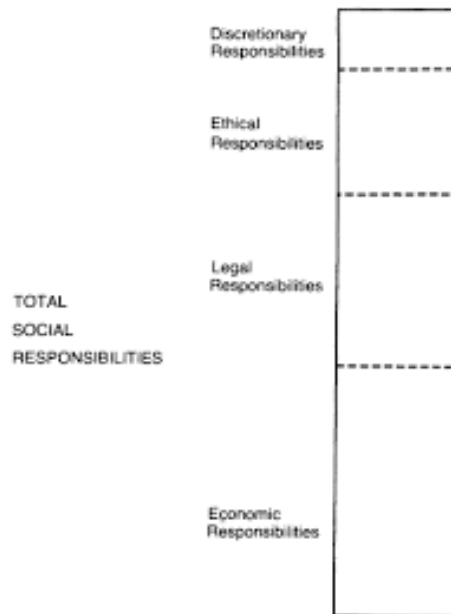 Discretionary
Responsibilities
Ethical
Responsibilities
Legal
Responsibilities
TOTAL
SOCIAL
RESPONSIBILITIES
Economic
Responsibilities